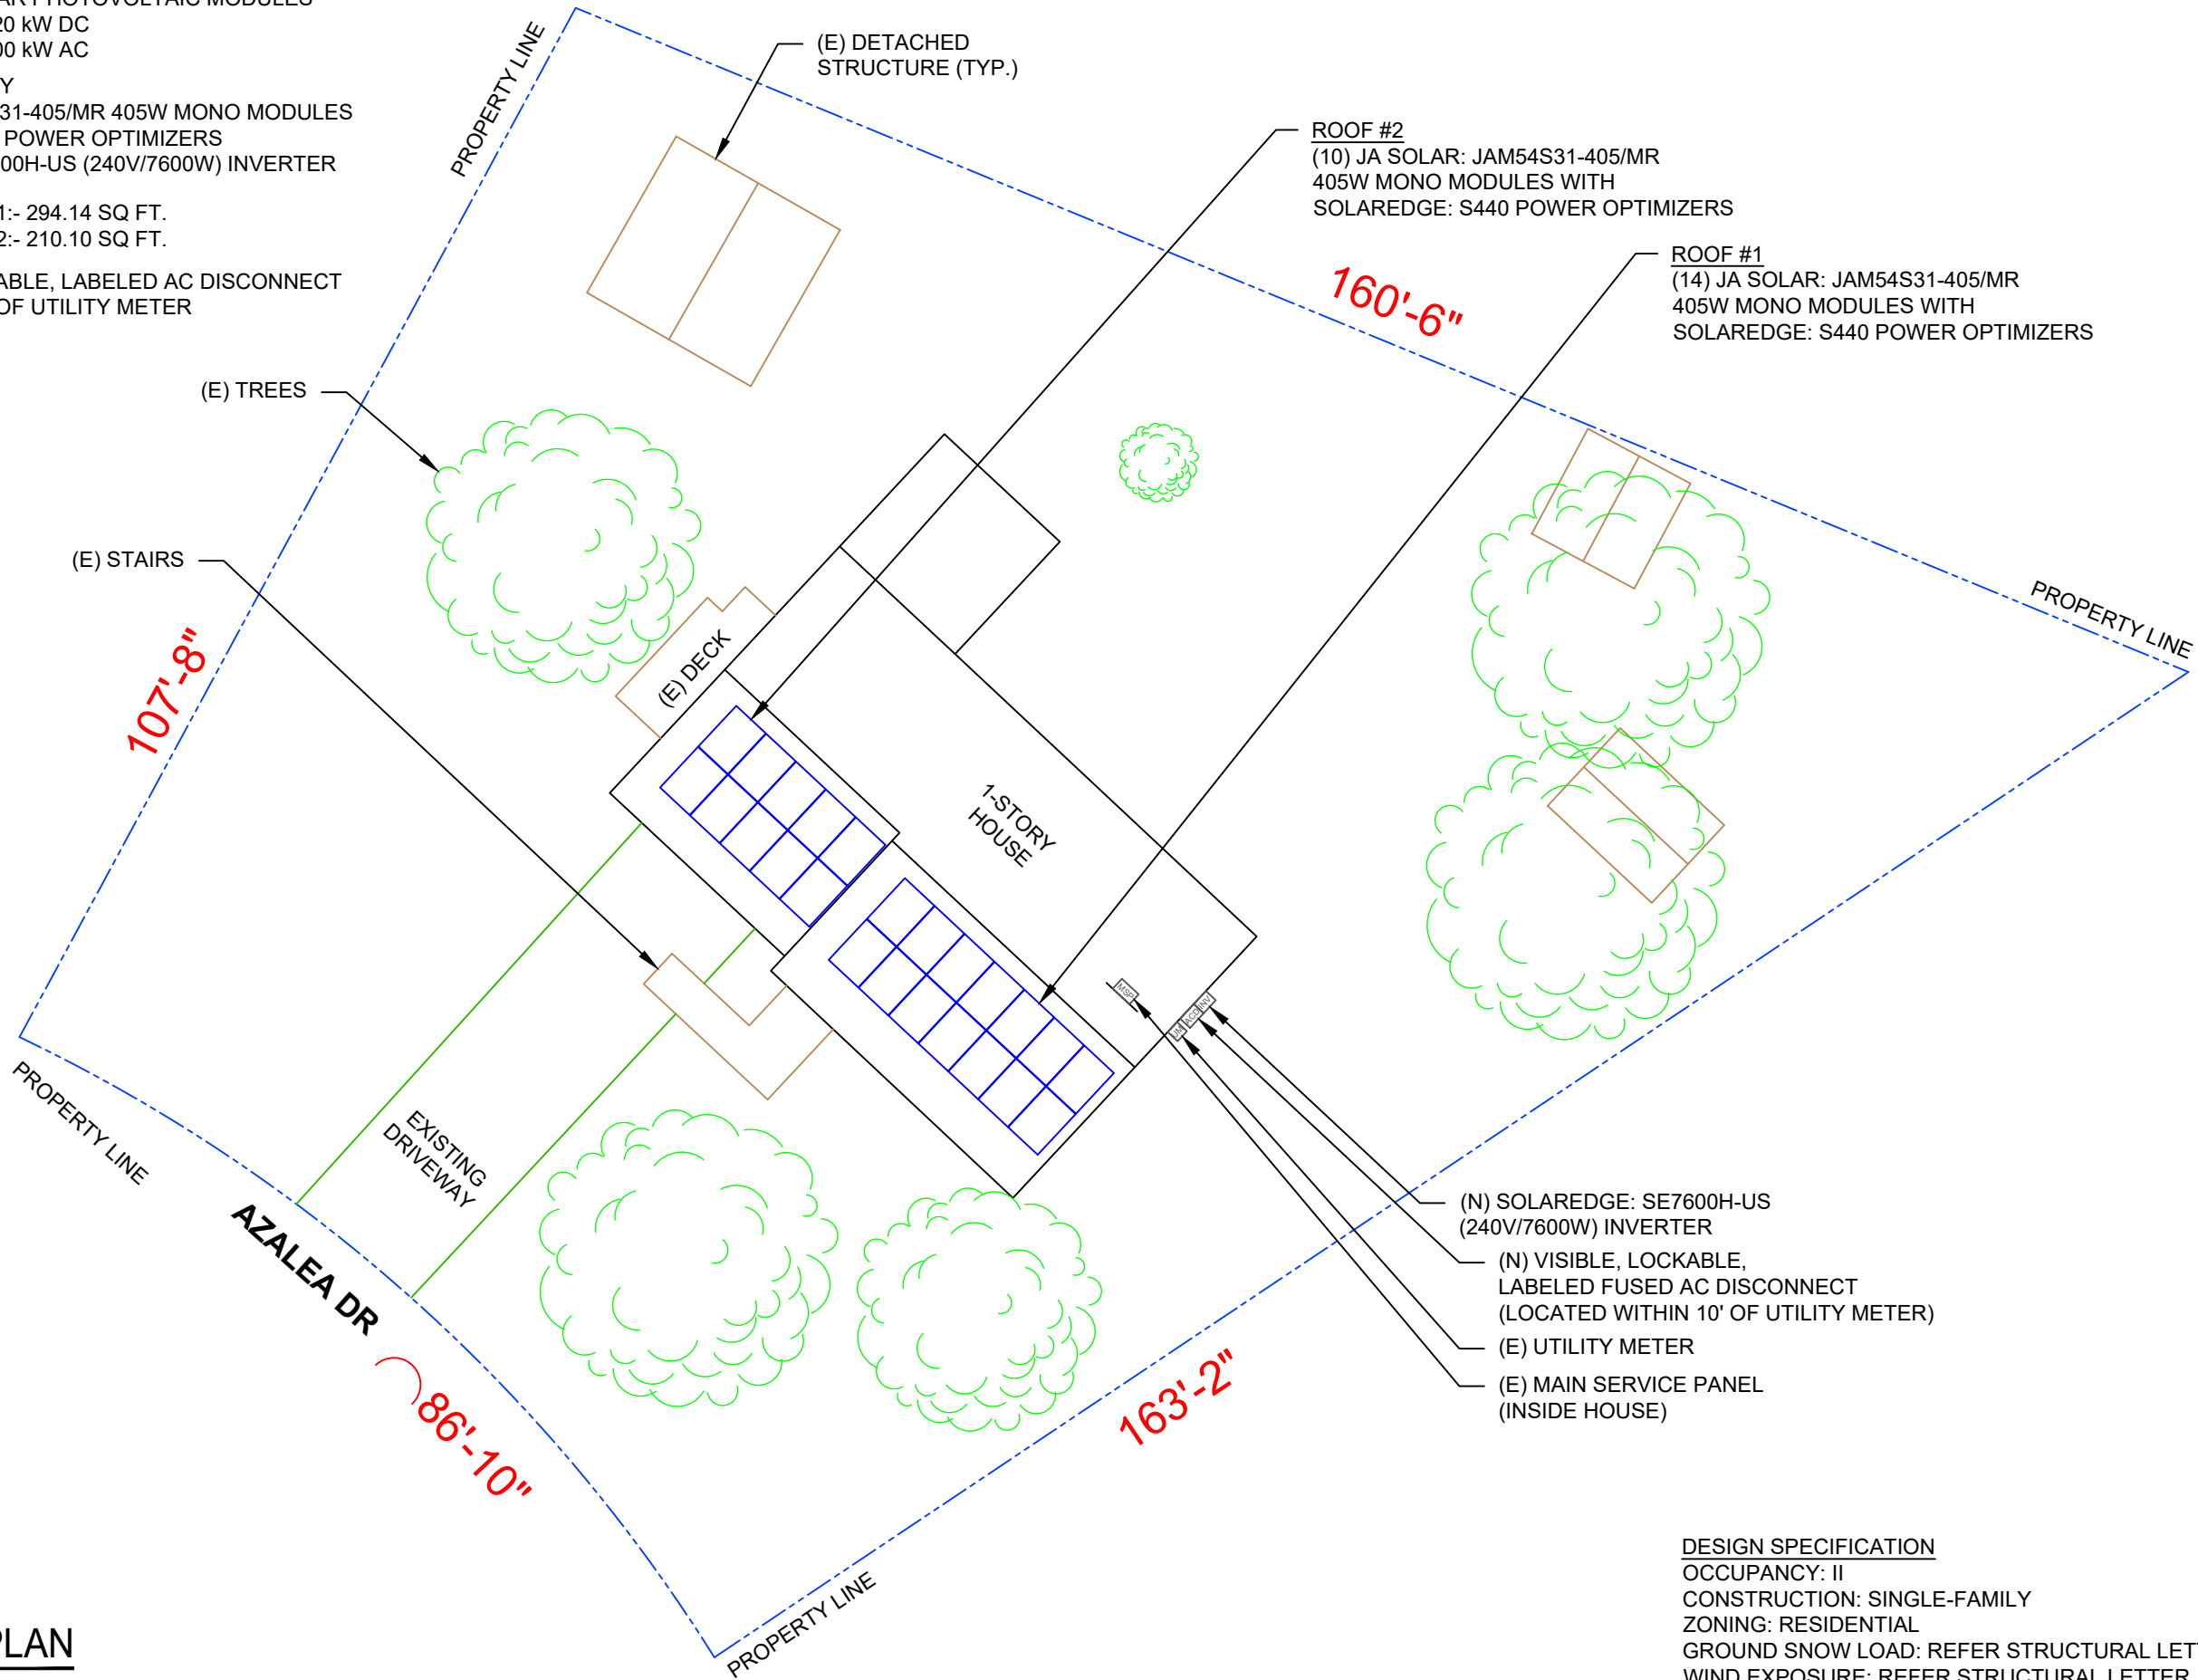 PHOTOVOLTAIC MODULES
20 kW DC
00 kW AC
Y
31-405/MR 405W MONO MODULES
POWER OPTIMIZERS
00H-US (240V/7600W) INVERTER
1:- 294.14 SQ FT.
2:- 210.10 SQ FT.
ABLE, LABELED AC DISCONNECT
OF UTILITY METER
PROPERTY LINE
(E) DETACHED
STRUCTURE (TYP.)
ROOF #2
(10) JA SOLAR: JAM54S31-405/MR
405W MONO MODULES WITH
SOLAREDGE: S440 POWER OPTIMIZERS
ROOF #1
(14) JA SOLAR: JAM54S31-405/MR
405W MONO MODULES WITH
SOLAREDGE: S440 POWER OPTIMIZERS
160'-6"
(E) TREES
(E) STAIRS
107'-8"
(E) DECK
PROPERTY LINE
1-STORY
HOUSE
MSP
UM
ACD
INV
PROPERTY LINE
EXISTING
DRIVEWAY
AZALEA DR
86'-10"
163'-2"
(N) SOLAREDGE: SE7600H-US
(240V/7600W) INVERTER
(N) VISIBLE, LOCKABLE,
LABELED FUSED AC DISCONNECT
(LOCATED WITHIN 10' OF UTILITY METER)
(E) UTILITY METER
(E) MAIN SERVICE PANEL
(INSIDE HOUSE)
PROPERTY LINE
PLAN
DESIGN SPECIFICATION
OCCUPANCY: II
CONSTRUCTION: SINGLE-FAMILY
ZONING: RESIDENTIAL
GROUND SNOW LOAD: REFER STRUCTURAL LET
WIND EXPOSURE: REFER STRUCTURAL LETTER